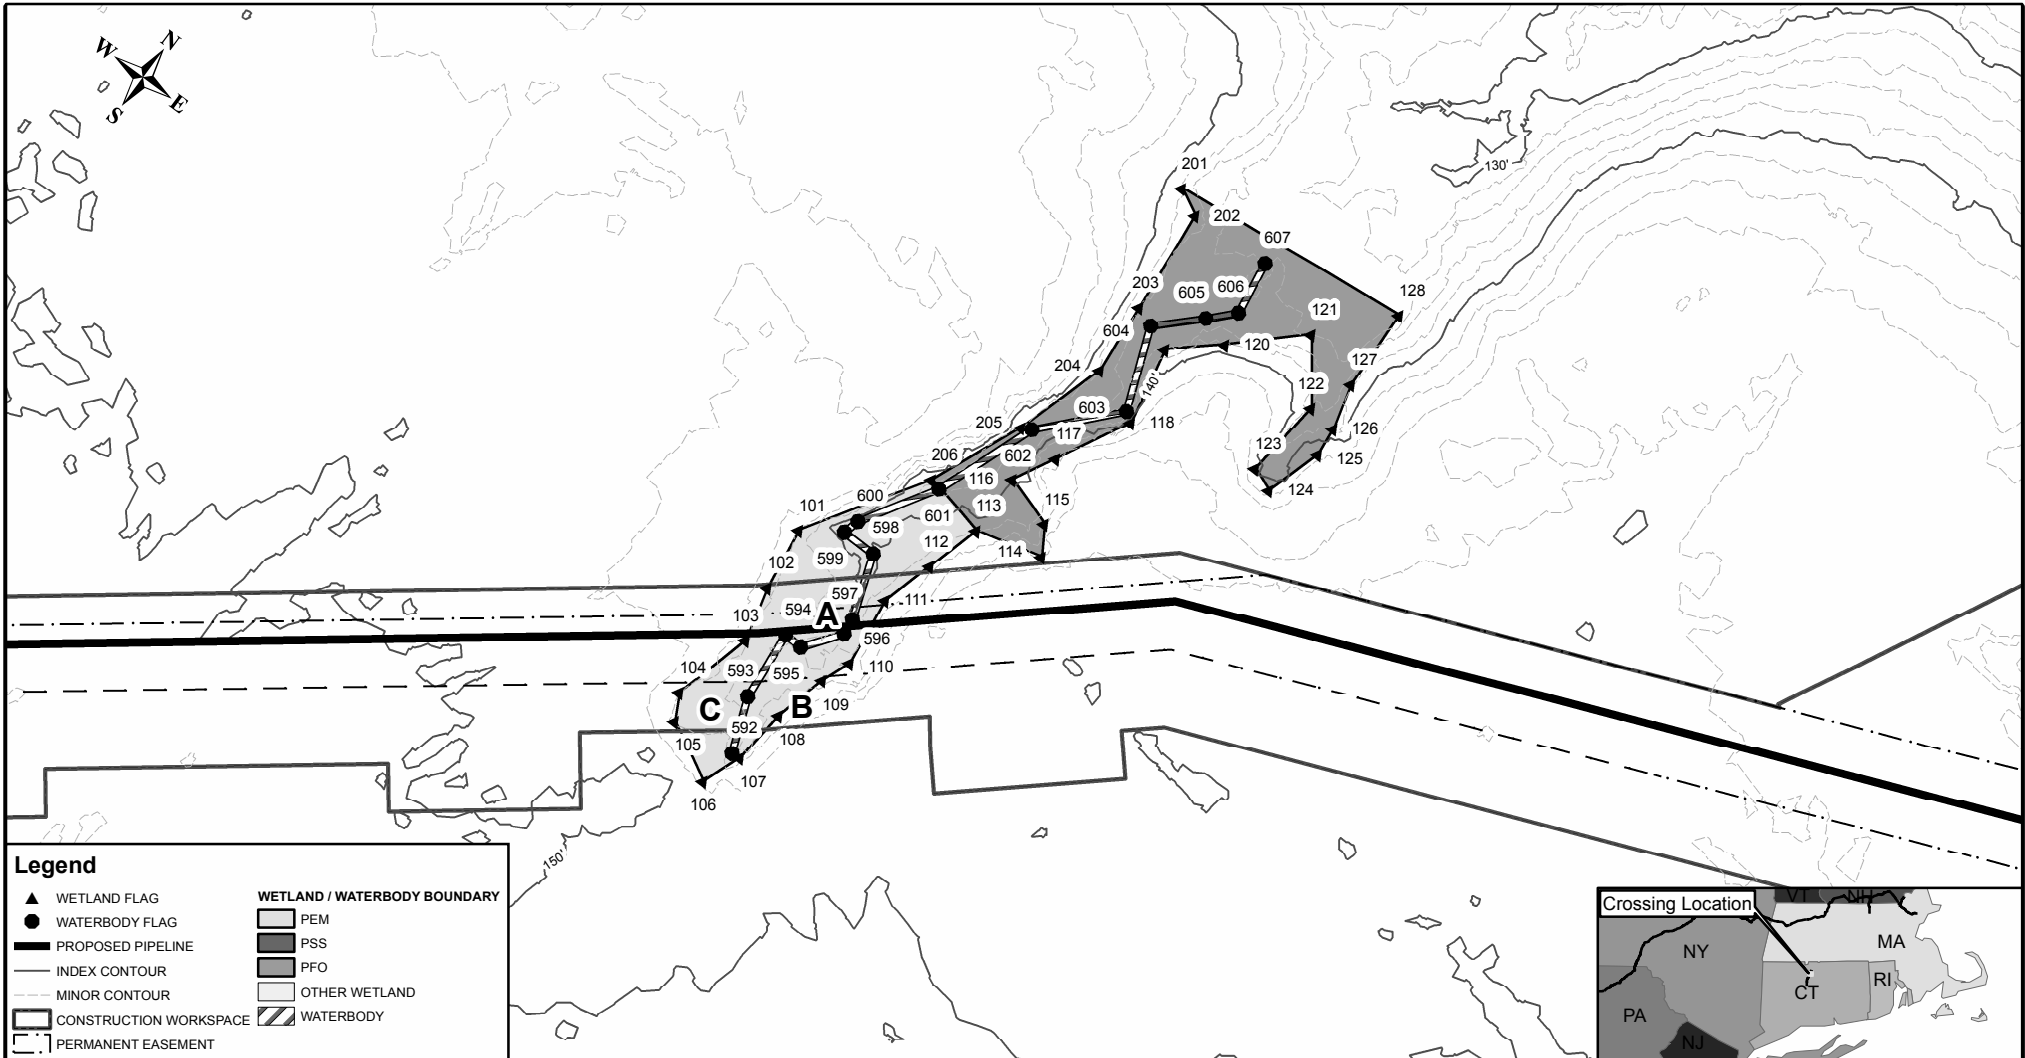 N
W
E
S
130'
201
202
607
203
605
606
128
121
604
120
204
127
140'
122
603
205
118
117
126
123
206
602
125
116
124
600
101
113
115
601
598
112
114
102
599
597
594
A
111
103
596
104
593
595
110
C
B
109
592
105
108
107
106
150'
Legend
WETLAND FLAG
WATERBODY FLAG
PROPOSED PIPELINE
INDEX CONTOUR
MINOR CONTOUR
CONSTRUCTION WORKSPACE
PERMANENT EASEMENT
WETLAND / WATERBODY BOUNDARY
PEM
PSS
PFO
OTHER WETLAND
WATERBODY
Crossing Location
VT
NH
NY
MA
CT
RI
PA
NJ